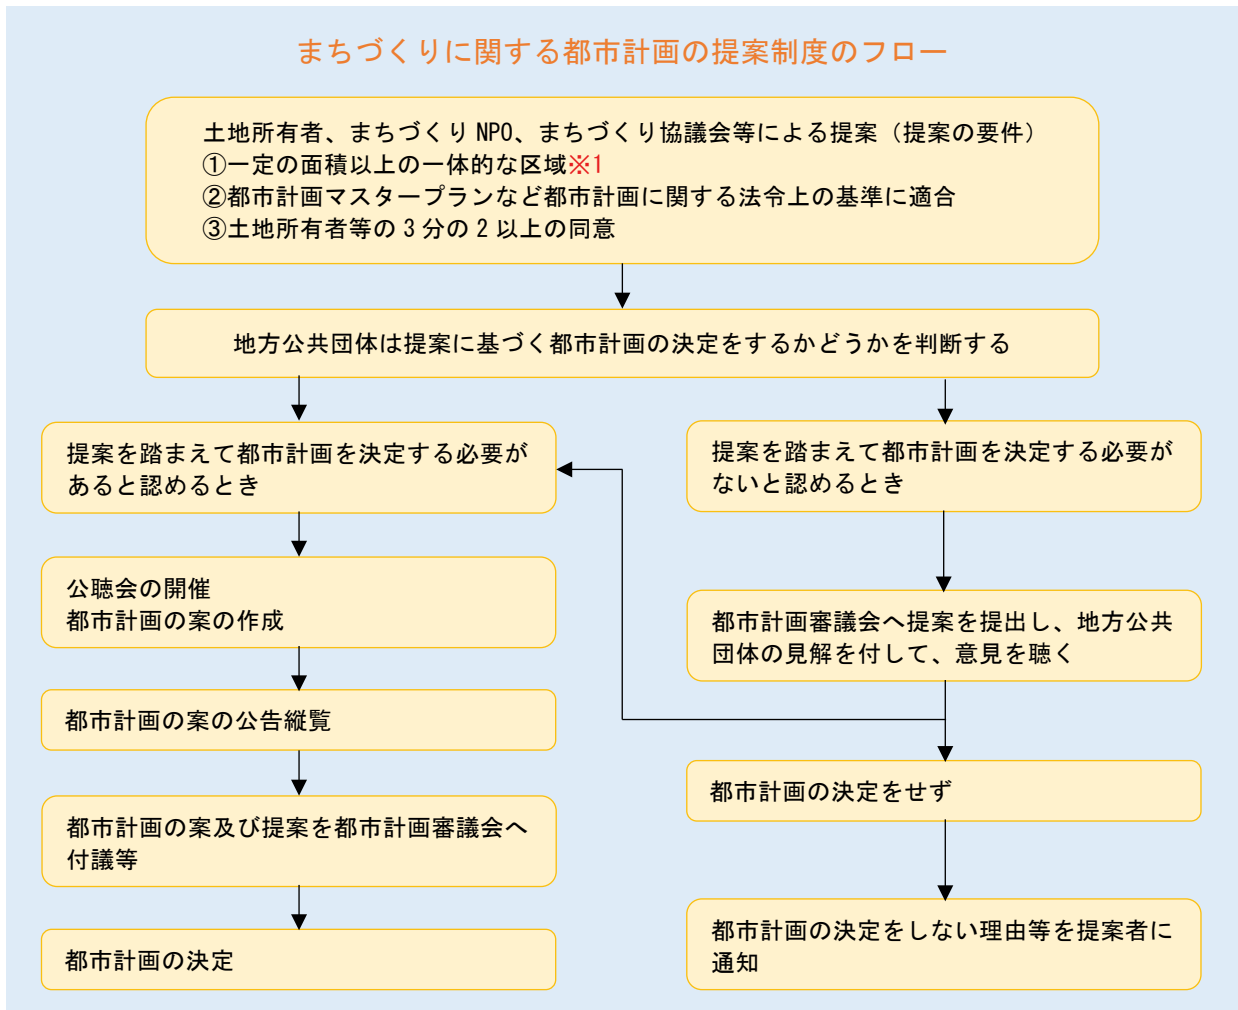 まちづくりに関する都市計画の提案制度のフロー
土地所有者、まちづくり NPO、まちづくり協議会等による提案（提案の要件）
①一定の面積以上の一体的な区域※1
②都市計画マスタープランなど都市計画に関する法令上の基準に適合
③土地所有者等の 3 分の 2 以上の同意
地方公共団体は提案に基づく都市計画の決定をするかどうかを判断する
提案を踏まえて都市計画を決定する必要が
あると認めるとき
公聴会の開催
都市計画の案の作成
都市計画の案の公告縦覧
都市計画の案及び提案を都市計画審議会へ
付議等
都市計画の決定
提案を踏まえて都市計画を決定する必要が
ないと認めるとき
都市計画審議会へ提案を提出し、地方公共
団体の見解を付して、意見を聴く
都市計画の決定をせず
都市計画の決定をしない理由等を提案者に
通知